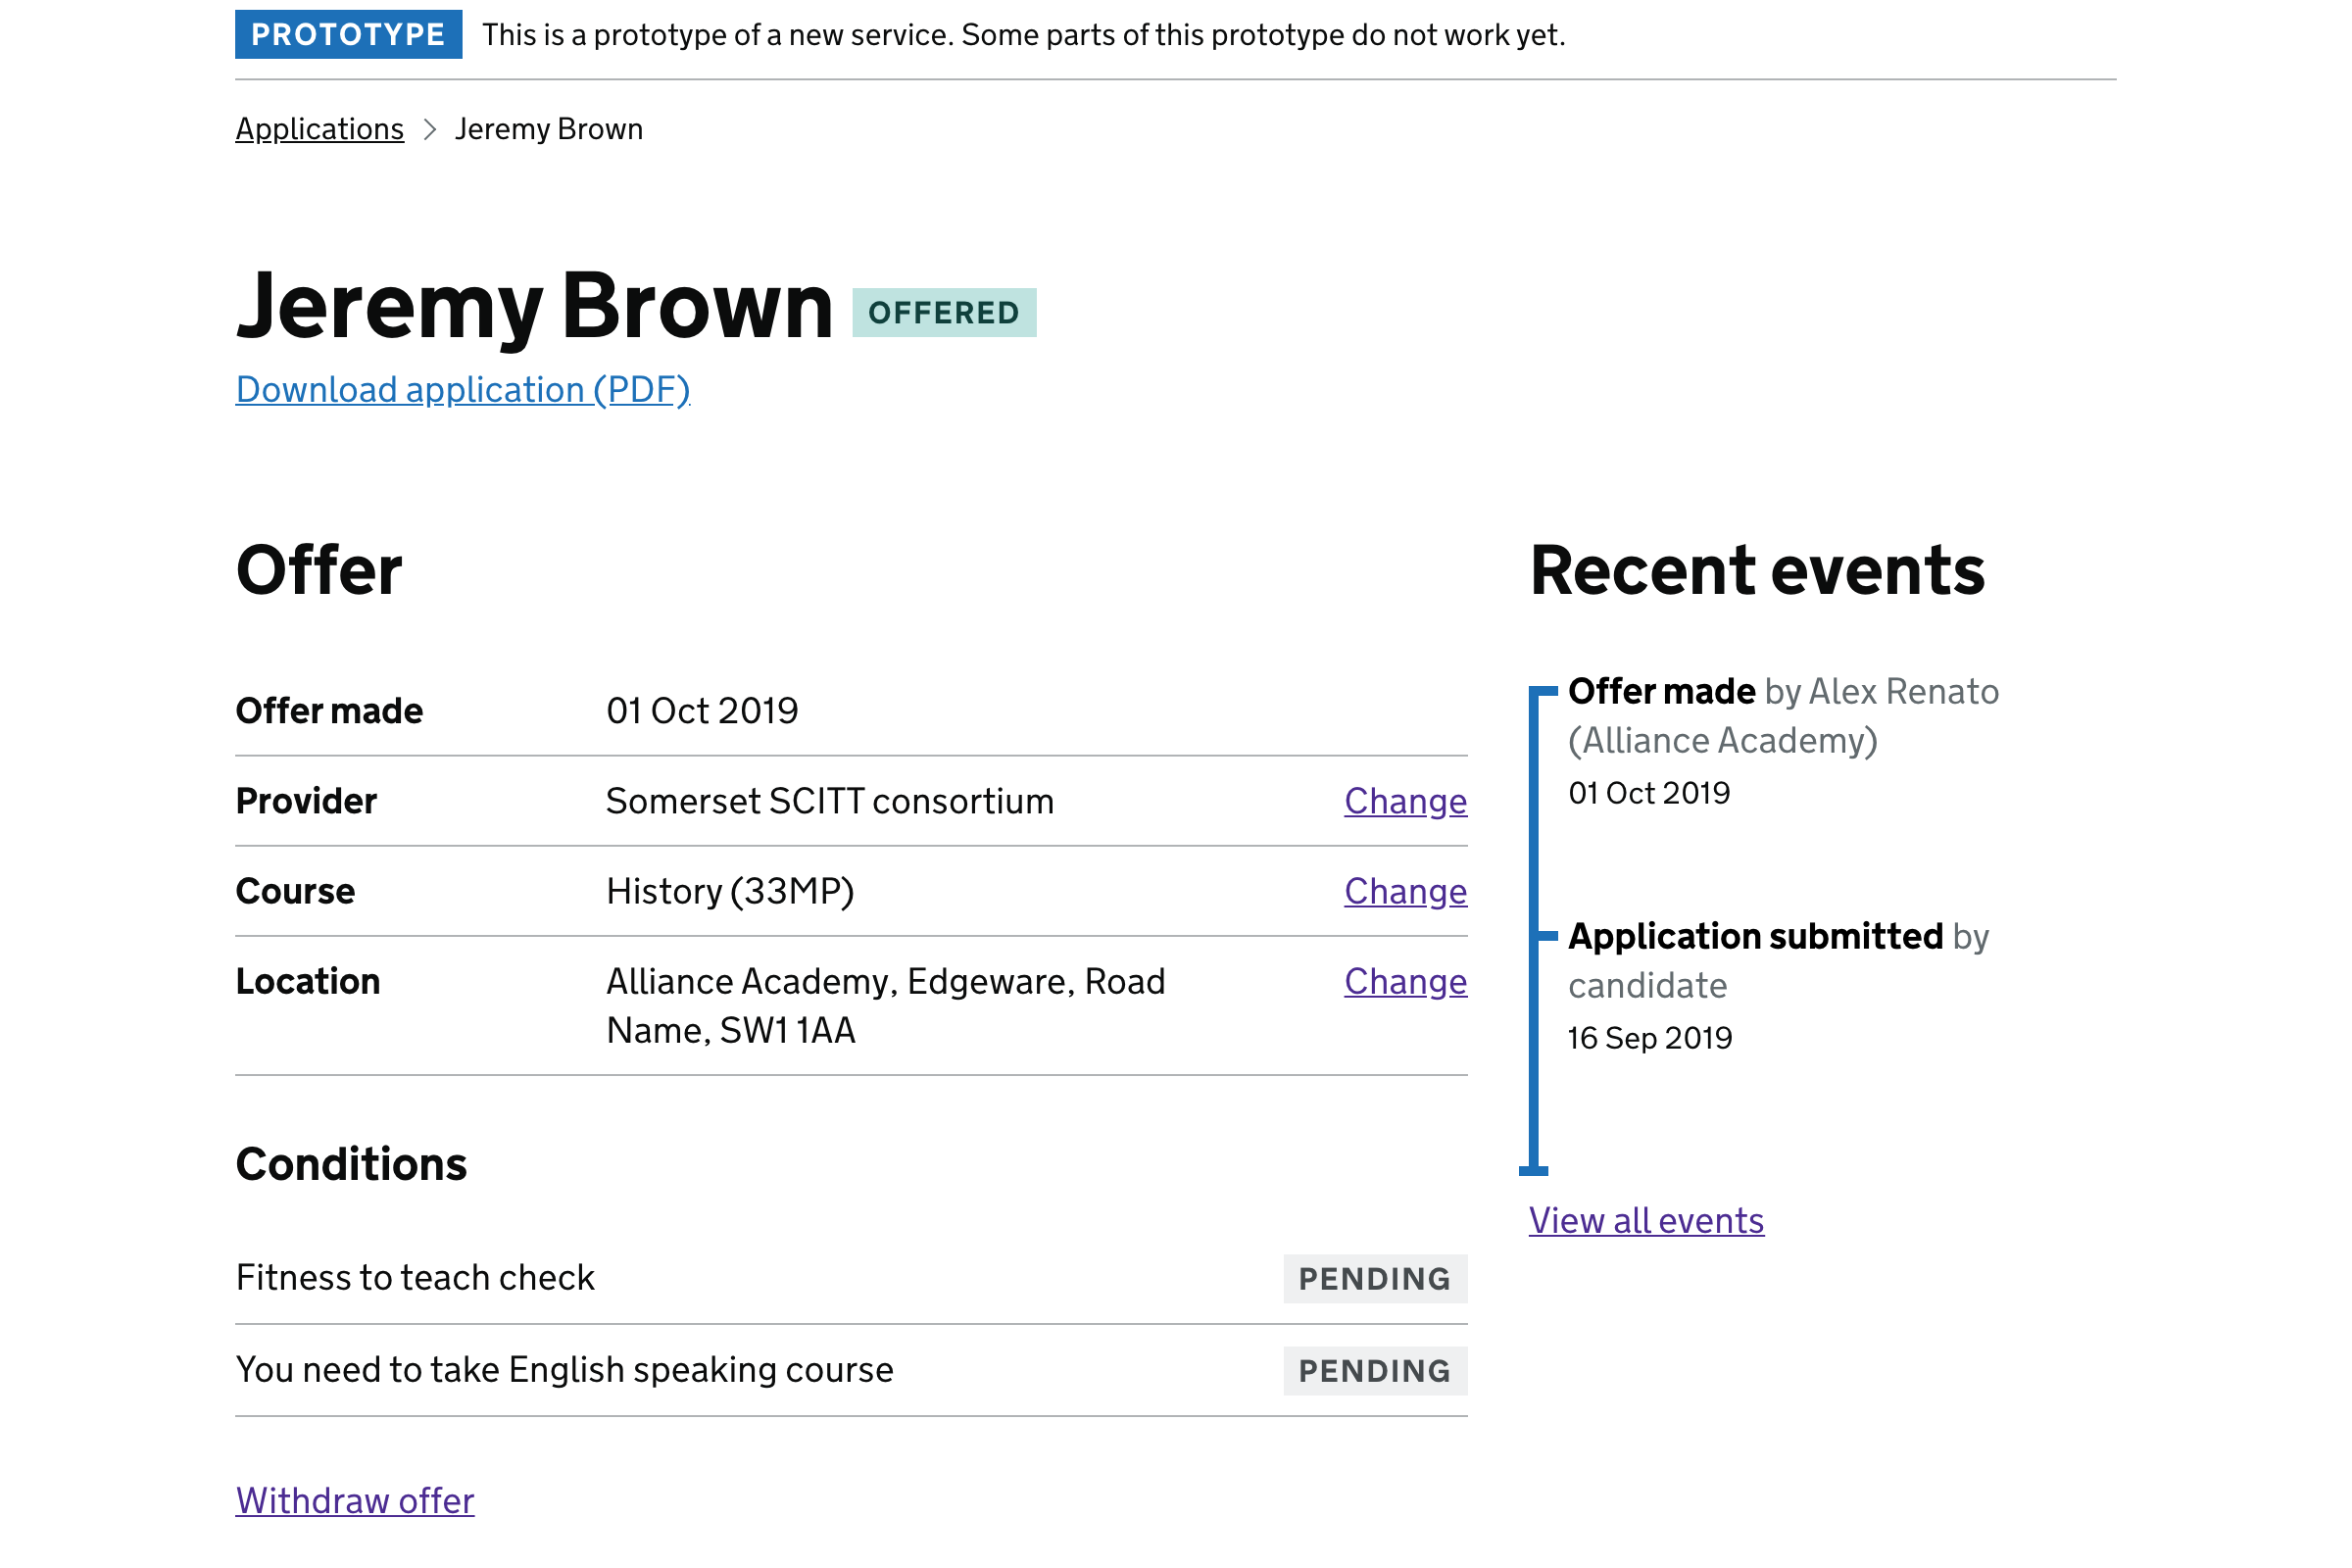 PROTOTYPE This is a prototype of a new service. Some parts of this prototype do not work yet.
Applications > Jeremy Brown
Jeremy Brown OFFERED
Download application (PDF)
Offer
Offer made 01 Oct 2019
Provider Somerset SCITT consortium Change
Course History (33MP) Change
Location Alliance Academy, Edgeware, Road Change
Name, SW1 1AA
Conditions
Fitness to teach check PENDING
You need to take English speaking course PENDING
Withdraw offer
Recent events
Offer made by Alex Renato
(Alliance Academy)
01 Oct 2019
Application submitted by
candidate
16 Sep 2019
View all events